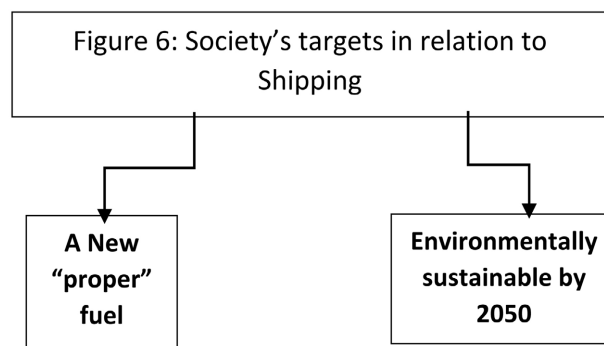 Figure 6: Society’s targets in relation to
Shipping
A New
“proper”
fuel
Environmentally
sustainable by
2050